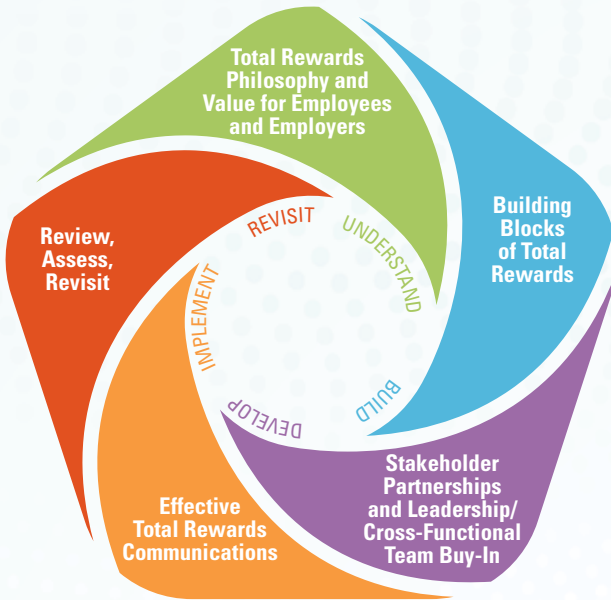 Total Rewards
Philosophy and
Value for Employees
and Employers
Building
Blocks
of Total
Rewards
Stakeholder
Partnerships
and Leadership/
Cross-Functional
Team Buy-In
Effective
Total Rewards
Communications
Review,
Assess,
Revisit
UNDERSTAND
BUILD
DEVELOP
IMPLEMENT
REVISIT